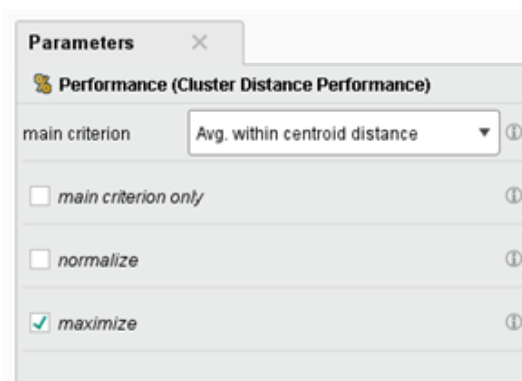 Parameters
Performance (Cluster Distance Performance)
main criterion
Avg. within centroid distance
main criterion only
normalize
maximize